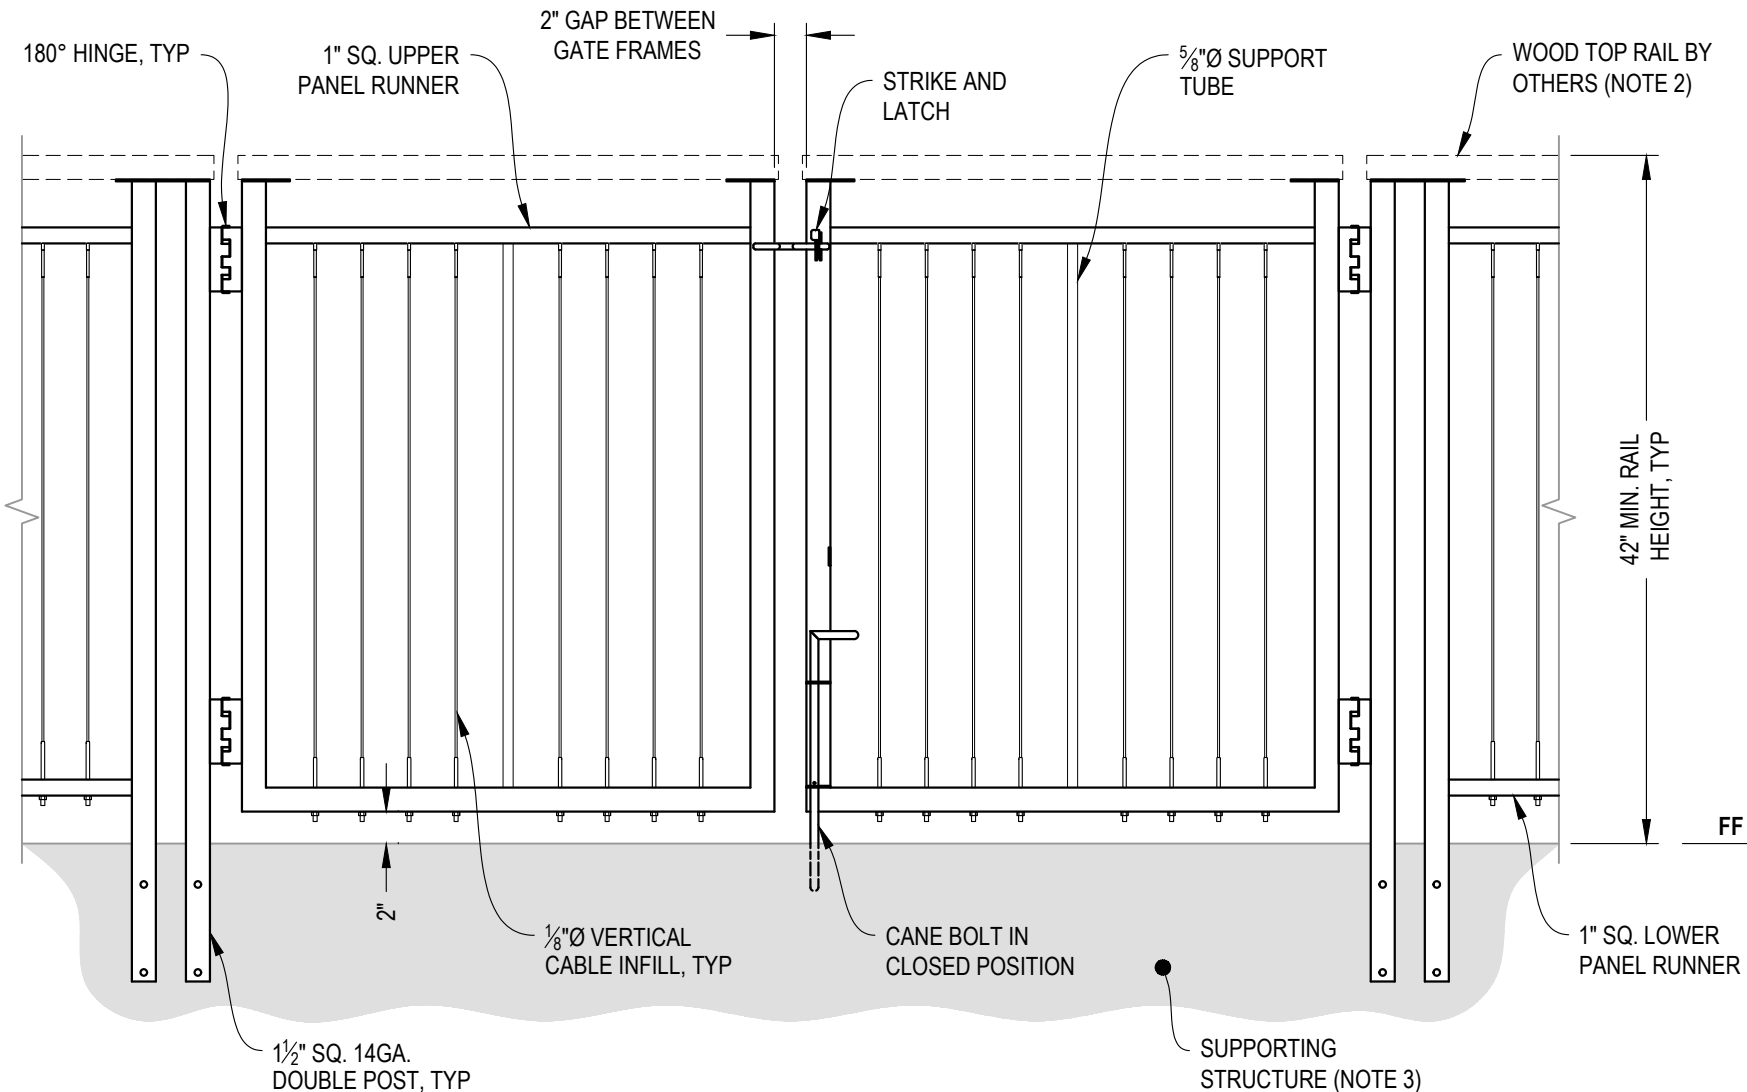 2" GAP BETWEEN
GATE FRAMES
180° HINGE, TYP
1" SQ. UPPER
PANEL RUNNER
STRIKE AND
LATCH
5/8"Ø SUPPORT
TUBE
WOOD TOP RAIL BY
OTHERS (NOTE 2)
42" MIN. RAIL
HEIGHT, TYP
FF
2"
1/8"Ø VERTICAL
CABLE INFILL, TYP
CANE BOLT IN
CLOSED POSITION
1" SQ. LOWER
PANEL RUNNER
1 1/2" SQ. 14GA.
DOUBLE POST, TYP
SUPPORTING
STRUCTURE (NOTE 3)